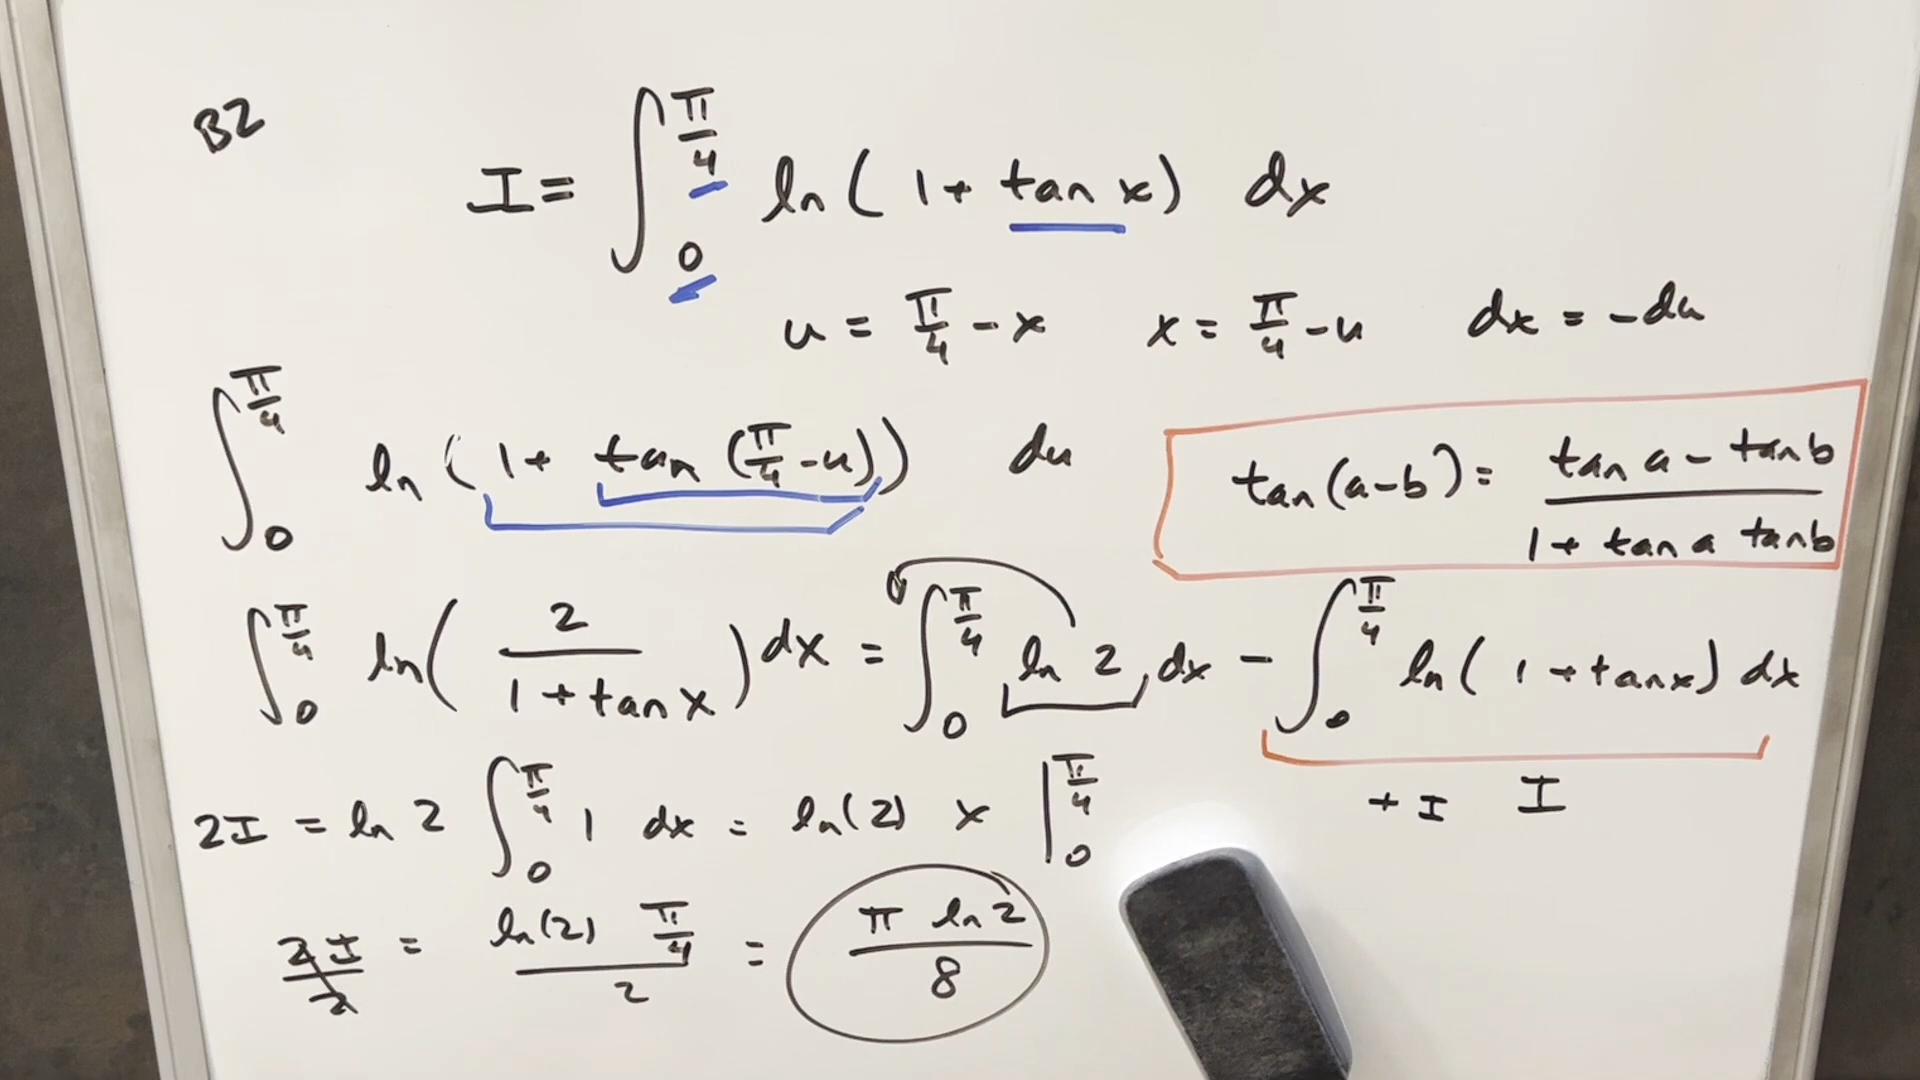 B2
I = ∫₀^{π/4} ln(1 + tan x) dx
u = π/4 - x    x = π/4 - u    dx = -du
∫₀^{π/4} ln(1 + tan(π/4 - u)) du
tan(a-b) = (tan a - tan b)/(1 + tan a tan b)
∫₀^{π/4} ln(2/(1 + tan x)) dx = ∫₀^{π/4} ln 2 dx - ∫₀^{π/4} ln(1 + tan x) dx
+ I    I
2I = ln 2 ∫₀^{π/4} 1 dx = ln(2) x |₀^{π/4}
2I/2 = (ln(2) π/4)/2 = π ln 2/8